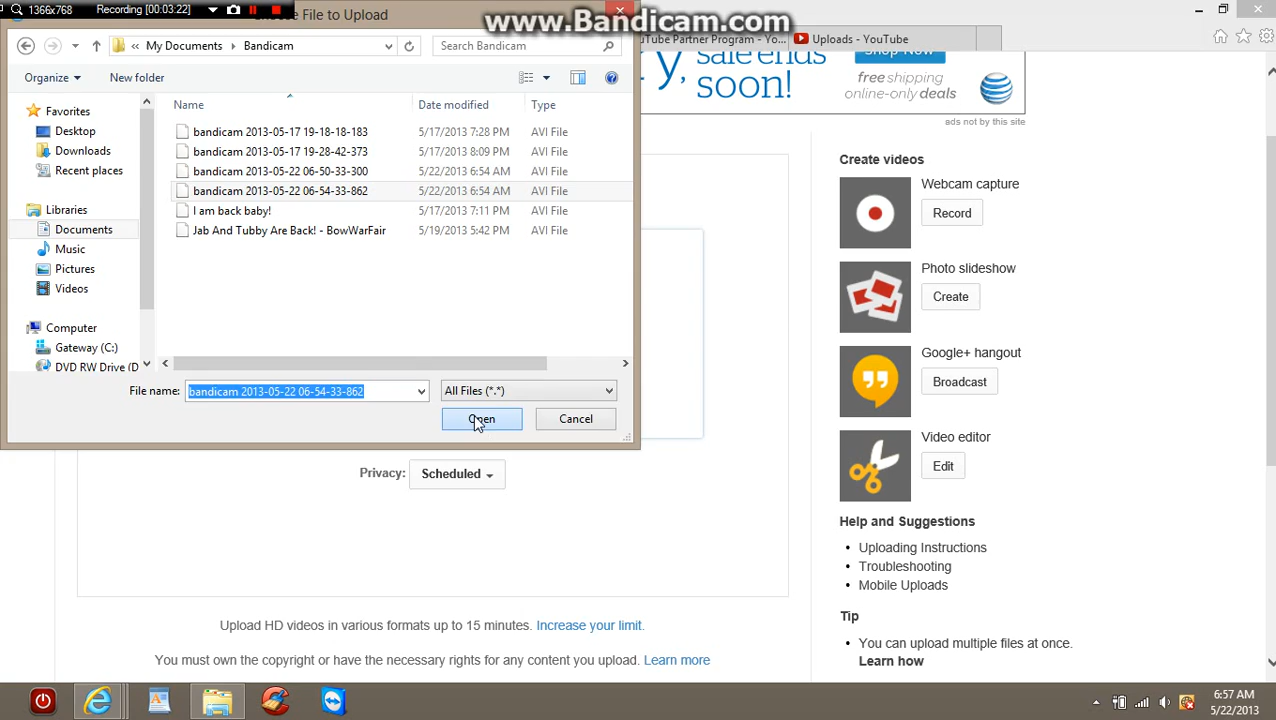 1366x768 Recording [00:03:22]
Choose File to Upload
www.Bandicam.com
My Documents Bandicam
Search Bandicam
Organize New folder
Name Date modified Type
Favorites
Desktop
Downloads
Recent places
Libraries
Documents
Music
Pictures
Videos
Computer
Gateway (C:)
DVD RW Drive (D
bandicam 2013-05-17 19-18-18-183 5/17/2013 7:28 PM AVI File
bandicam 2013-05-17 19-28-42-373 5/17/2013 8:09 PM AVI File
bandicam 2013-05-22 06-50-33-300 5/22/2013 6:54 AM AVI File
bandicam 2013-05-22 06-54-33-862 5/22/2013 6:54 AM AVI File
I am back baby! 5/17/2013 7:11 PM AVI File
Jab And Tubby Are Back! - BowWarFair 5/19/2013 5:42 PM AVI File
File name: bandicam 2013-05-22 06-54-33-862 All Files (*.*)
Open Cancel
Tube Partner Program - Yo... Uploads - YouTube
sale ends
soon!
free shipping
online-only deals
at&t
ads not by this site
Privacy: Scheduled
Upload HD videos in various formats up to 15 minutes. Increase your limit.
You must own the copyright or have the necessary rights for any content you upload. Learn more
Create videos
Webcam capture
Record
Photo slideshow
Create
Google+ hangout
Broadcast
Video editor
Edit
Help and Suggestions
• Uploading Instructions
• Troubleshooting
• Mobile Uploads
Tip
• You can upload multiple files at once.
Learn how
6:57 AM
5/22/2013